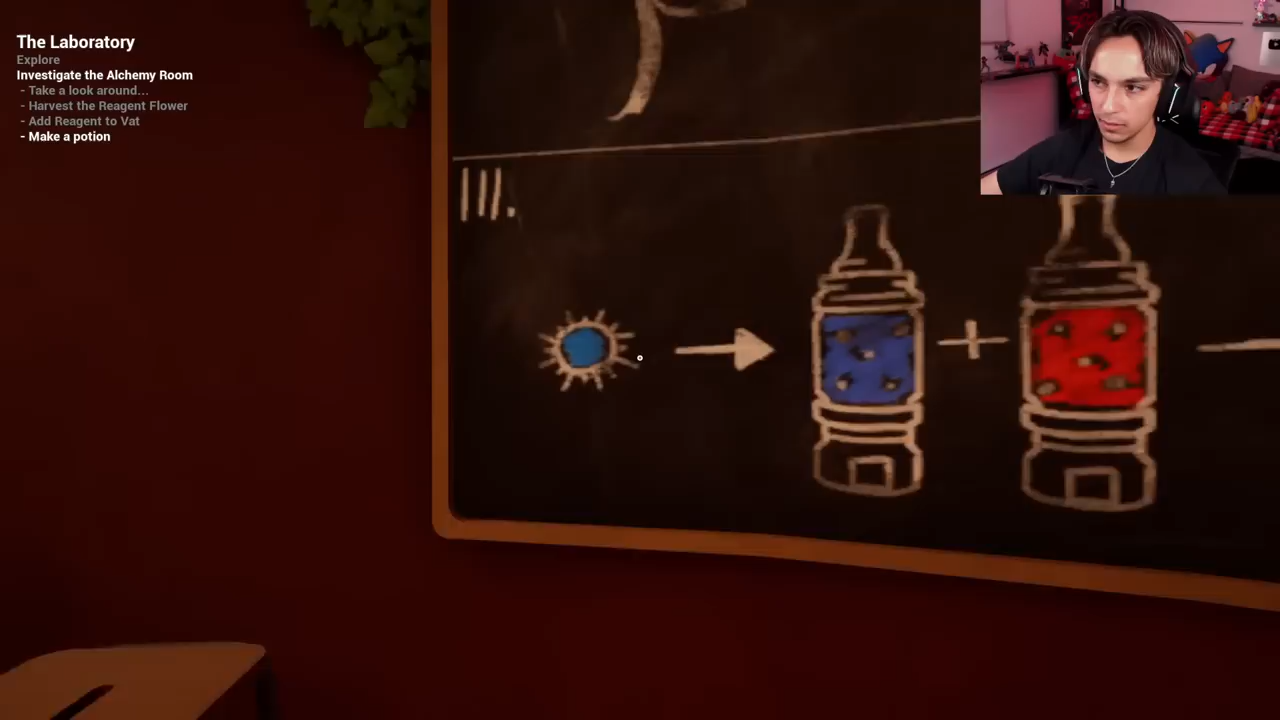 The Laboratory
Explore
Investigate the Alchemy Room
- Take a look around...
- Harvest the Reagent Flower
- Add Reagent to Vat
- Make a potion
III.